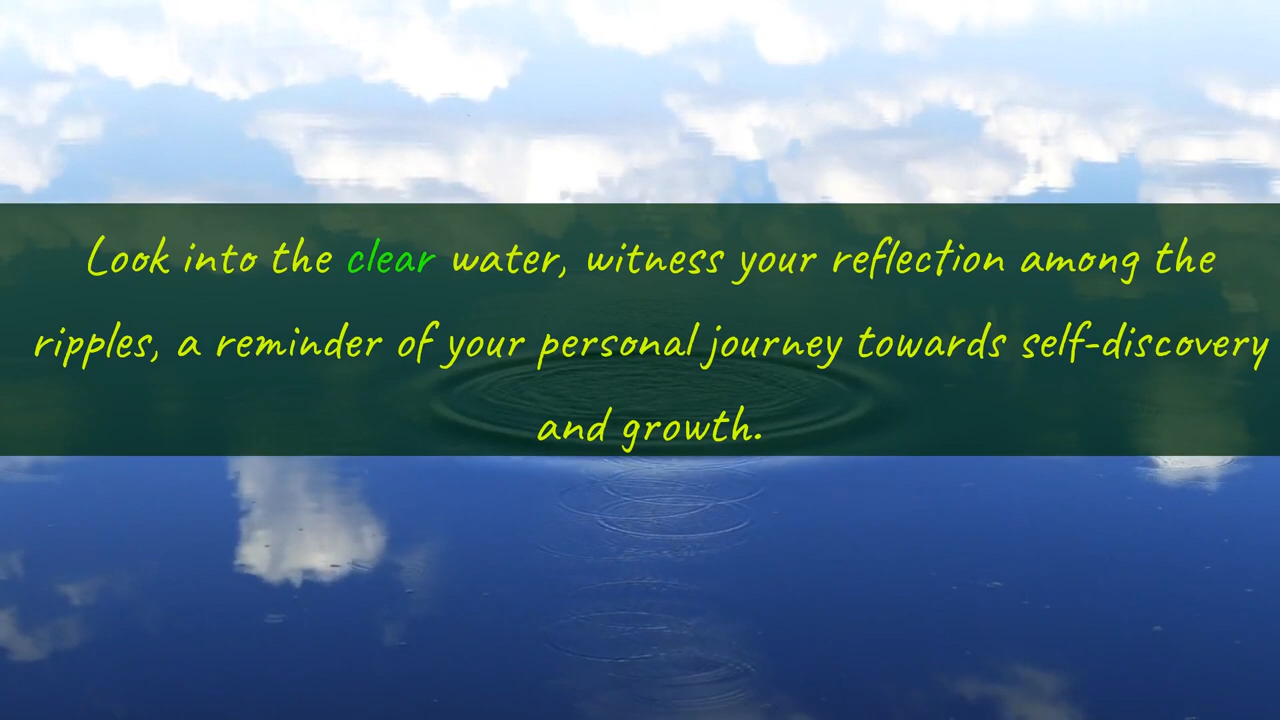 Look into the clear water, witness your reflection among the
ripples, a reminder of your personal journey towards self-discovery
and growth.